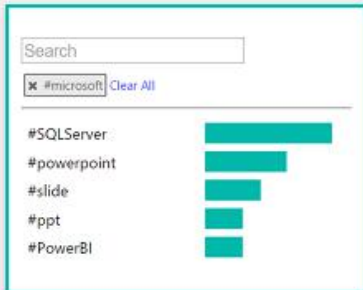 Search
✖ #microsoft Clear All
#SQLServer
#powerpoint
#slide
#ppt
#PowerBI